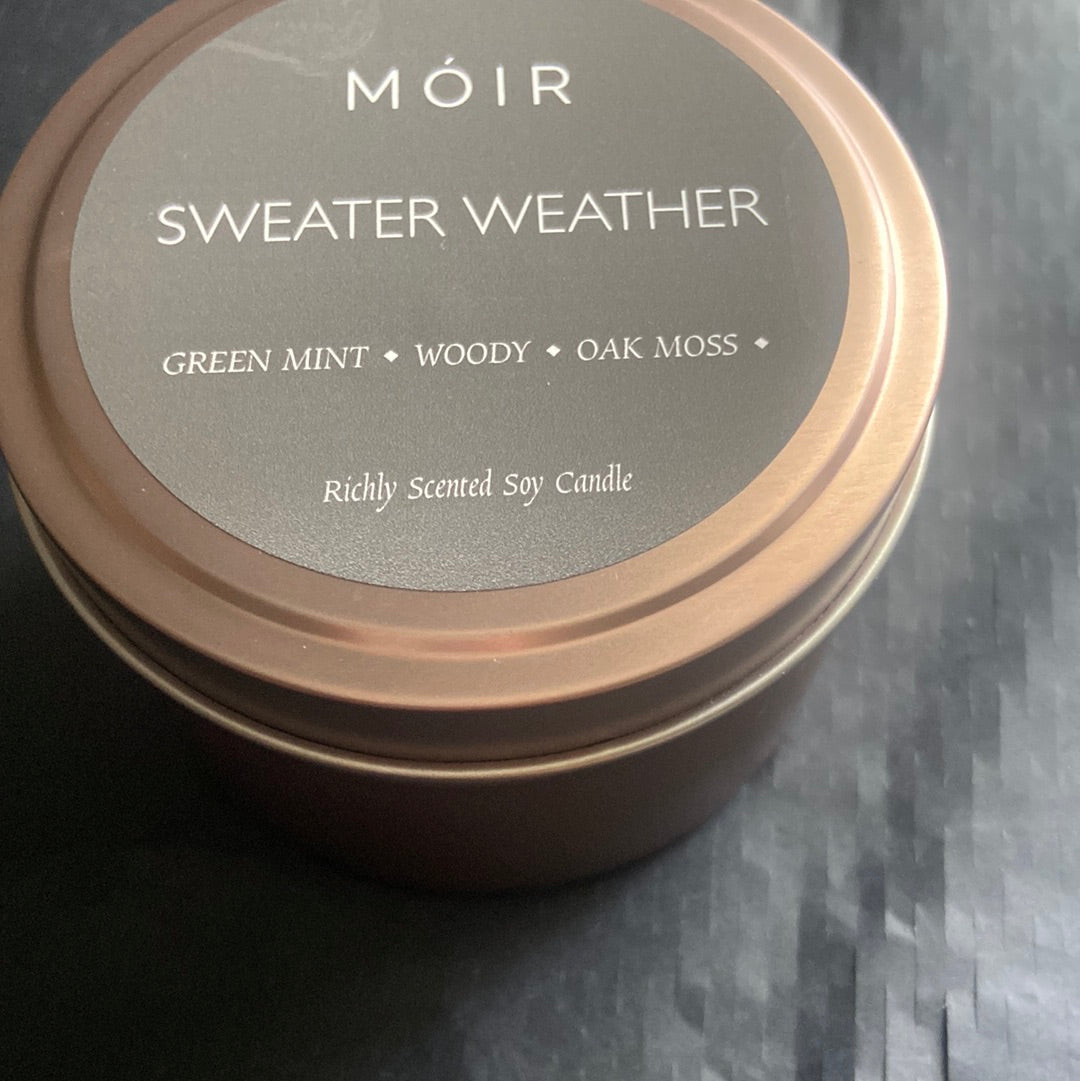 MÓIR
SWEATER WEATHER
GREEN MINT ◆ WOODY ◆ OAK MOSS ◆
Richly Scented Soy Candle